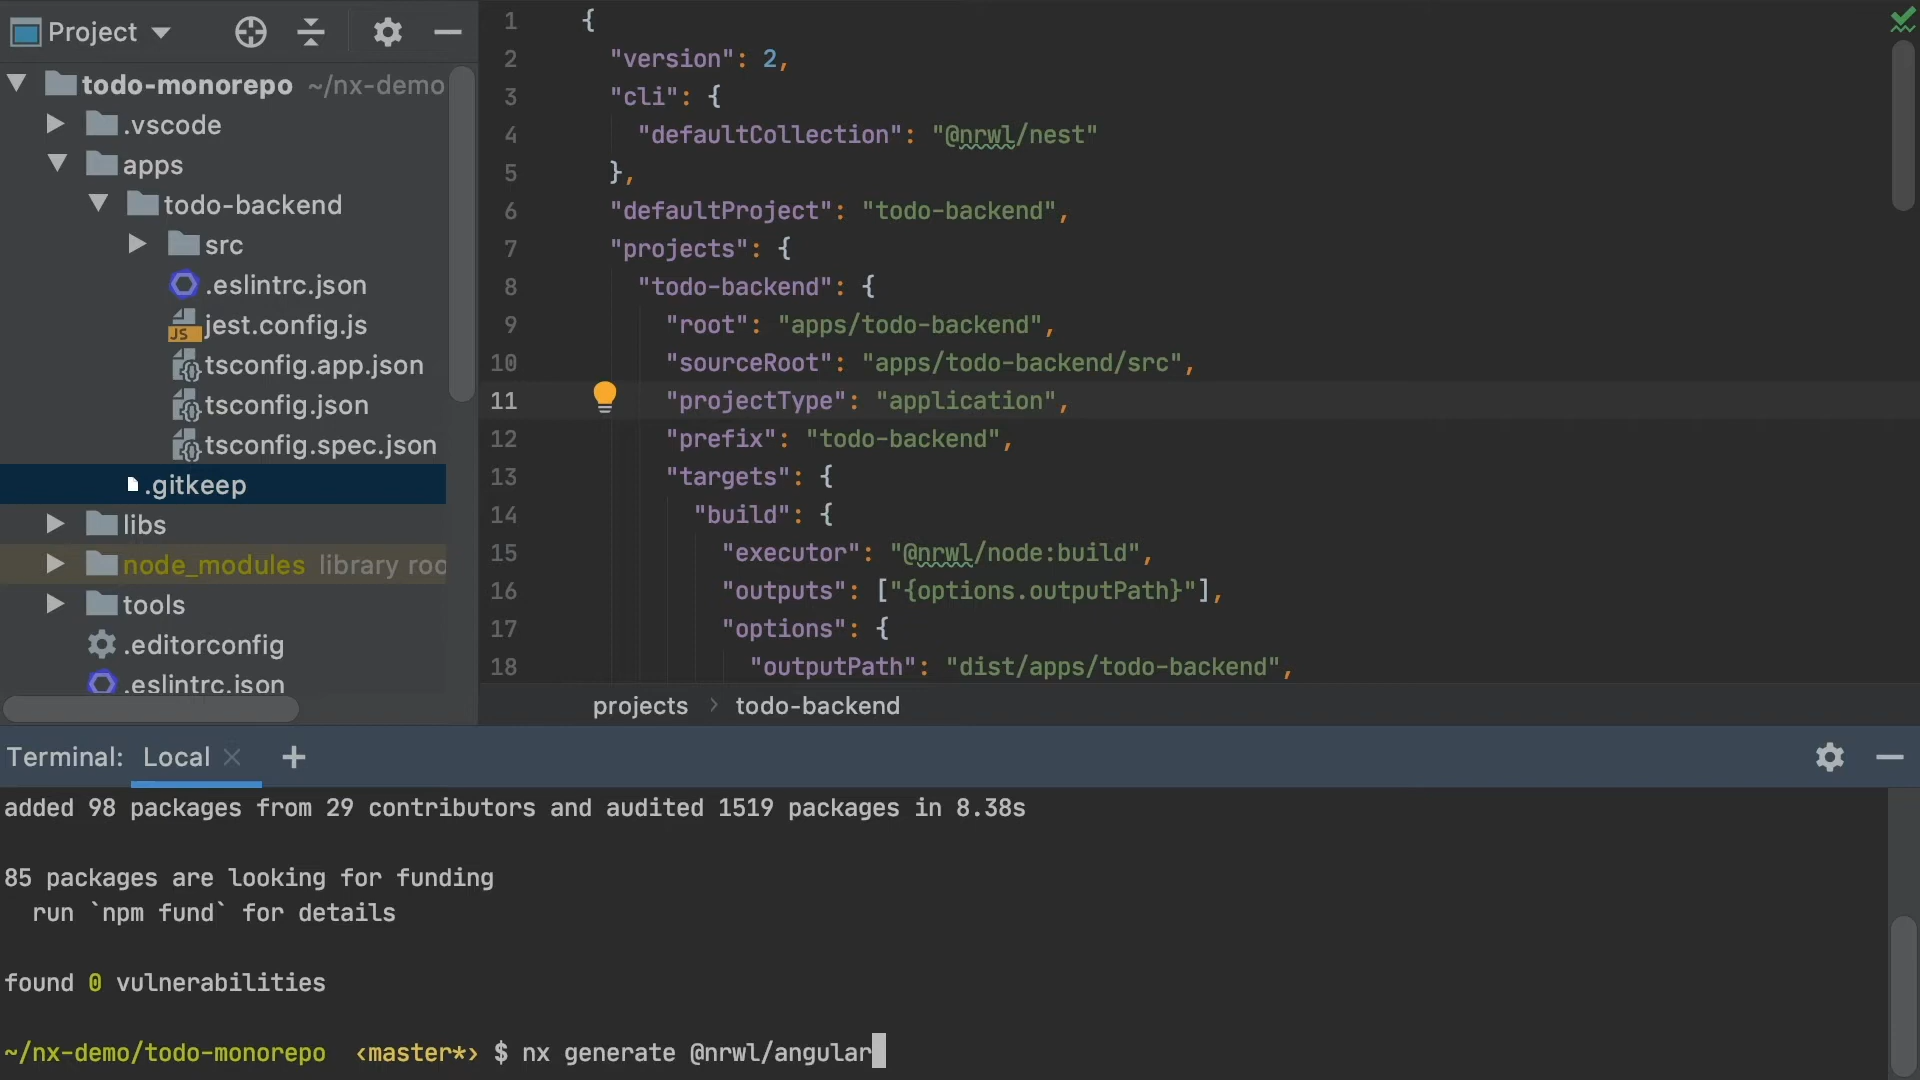 Project
todo-monorepo ~/nx-demo
.vscode
apps
todo-backend
src
.eslintrc.json
jest.config.js
tsconfig.app.json
tsconfig.json
tsconfig.spec.json
.gitkeep
libs
node_modules library roo
tools
.editorconfig
.eslintrc.json
1 {
2 "version": 2,
3 "cli": {
4 "defaultCollection": "@nrwl/nest"
5 },
6 "defaultProject": "todo-backend",
7 "projects": {
8 "todo-backend": {
9 "root": "apps/todo-backend",
10 "sourceRoot": "apps/todo-backend/src",
11 "projectType": "application",
12 "prefix": "todo-backend",
13 "targets": {
14 "build": {
15 "executor": "@nrwl/node:build",
16 "outputs": ["{options.outputPath}"],
17 "options": {
18 "outputPath": "dist/apps/todo-backend",
projects › todo-backend
Terminal: Local × +
added 98 packages from 29 contributors and audited 1519 packages in 8.38s
85 packages are looking for funding
run `npm fund` for details
found 0 vulnerabilities
~/nx-demo/todo-monorepo ‹master*› $ nx generate @nrwl/angular